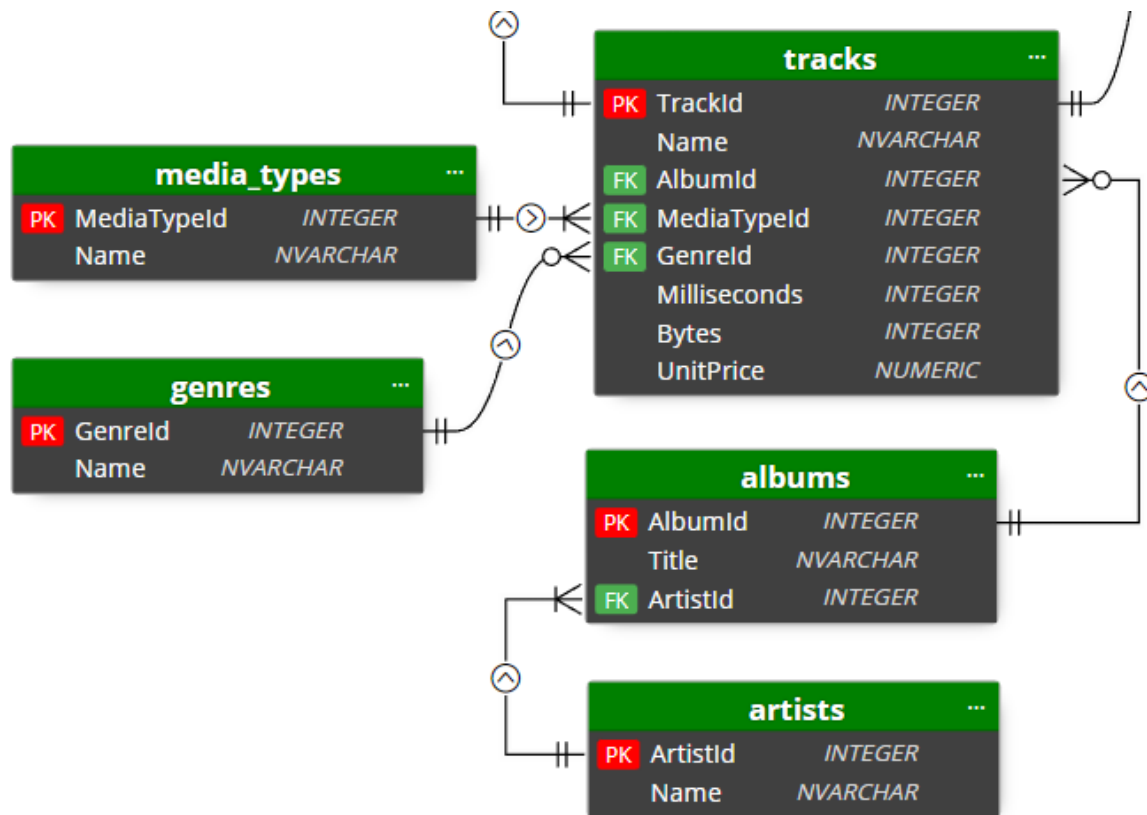 tracks ...
PK TrackId INTEGER
Name NVARCHAR
FK AlbumId INTEGER
FK MediaTypeId INTEGER
FK GenreId INTEGER
Milliseconds INTEGER
Bytes INTEGER
UnitPrice NUMERIC
media_types ...
PK MediaTypeId INTEGER
Name NVARCHAR
genres ...
PK GenreId INTEGER
Name NVARCHAR
albums ...
PK AlbumId INTEGER
Title NVARCHAR
FK ArtistId INTEGER
artists ...
PK ArtistId INTEGER
Name NVARCHAR